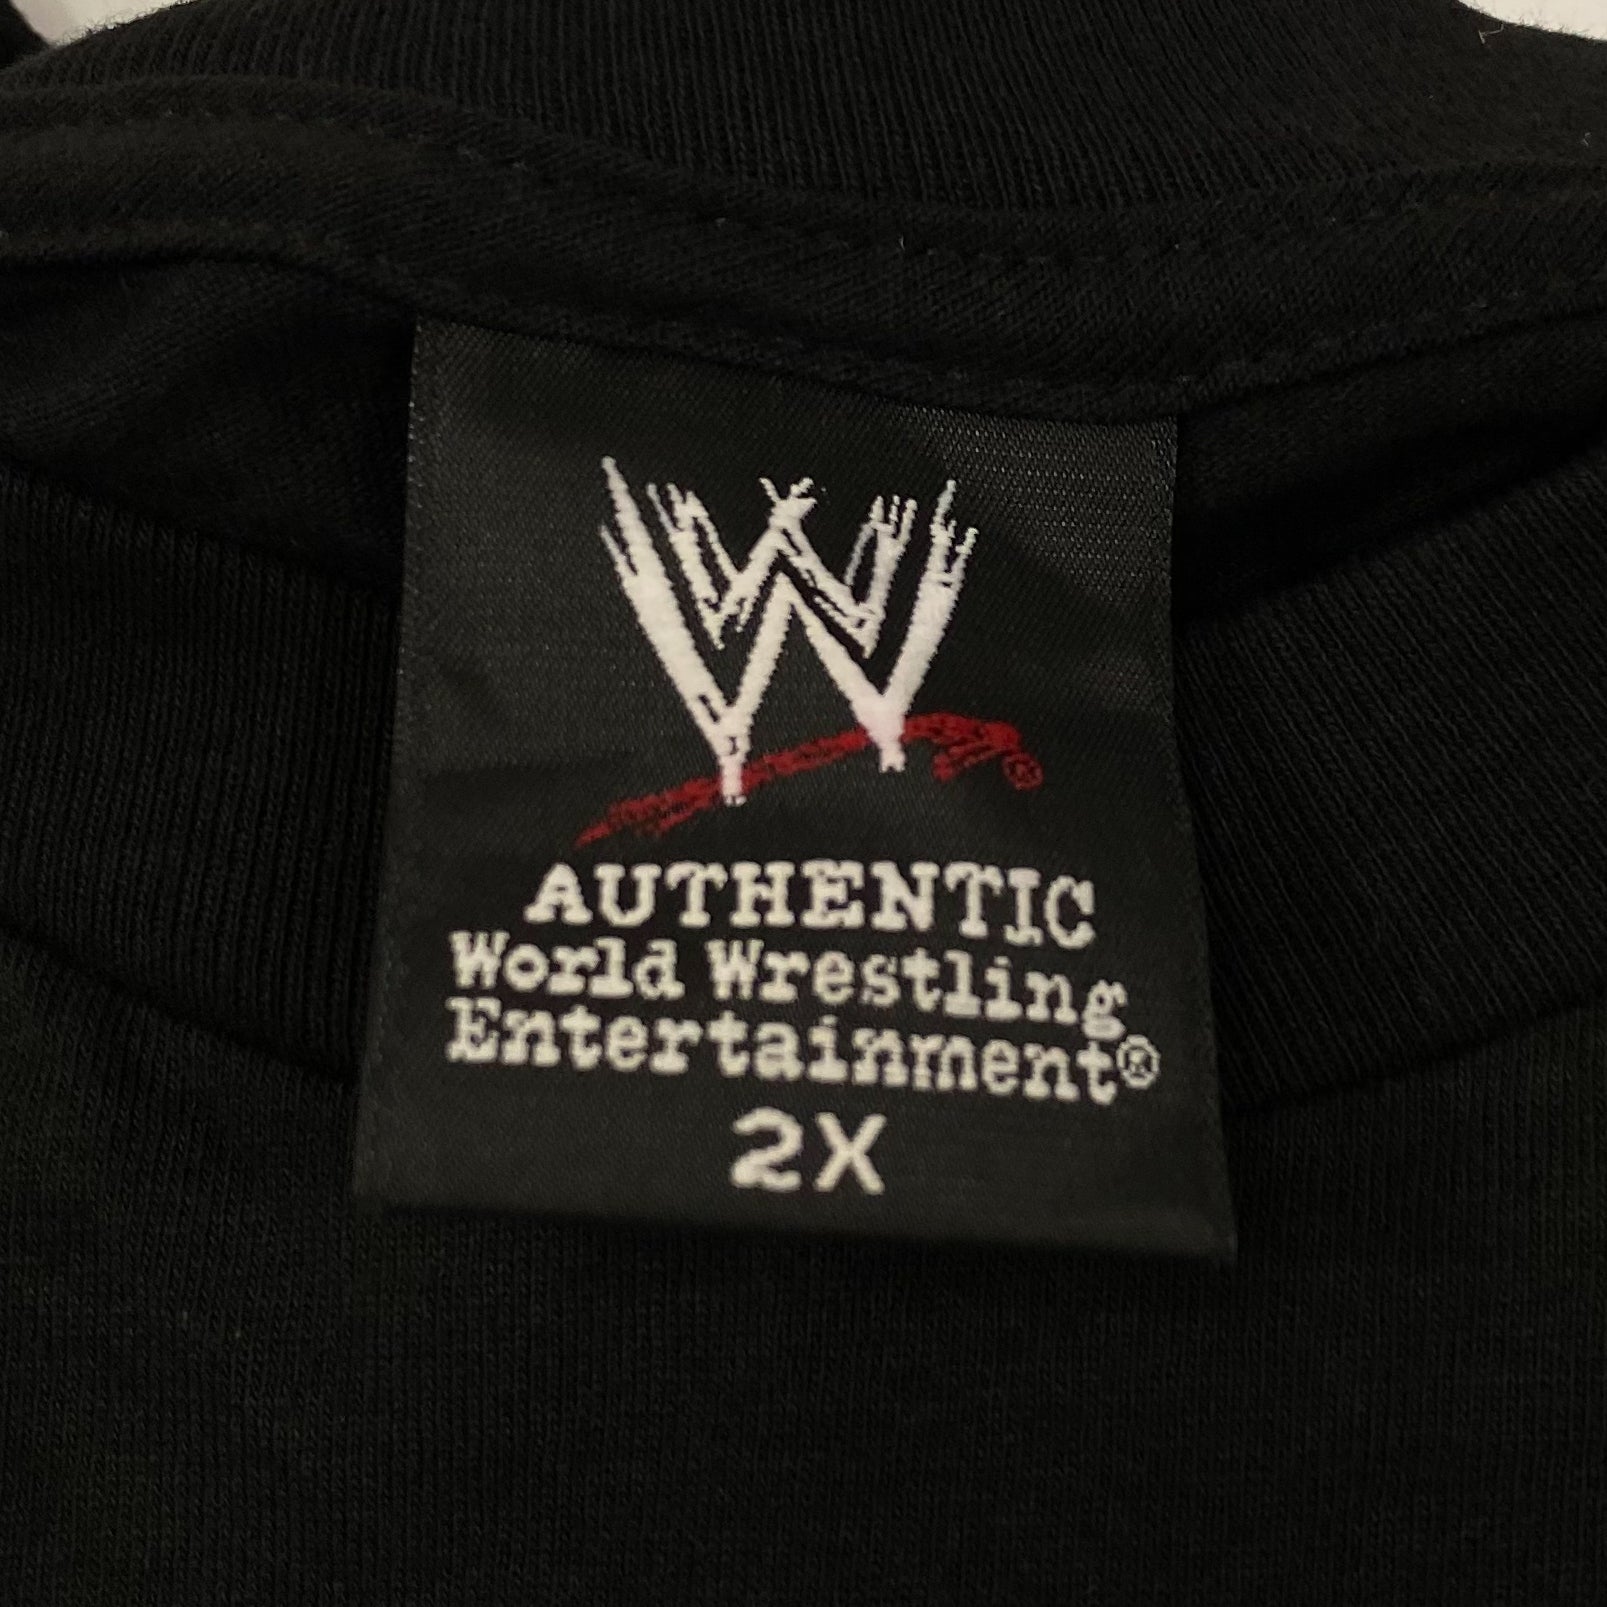 W
AUTHENTIC
World Wrestling
Entertainment®
2X